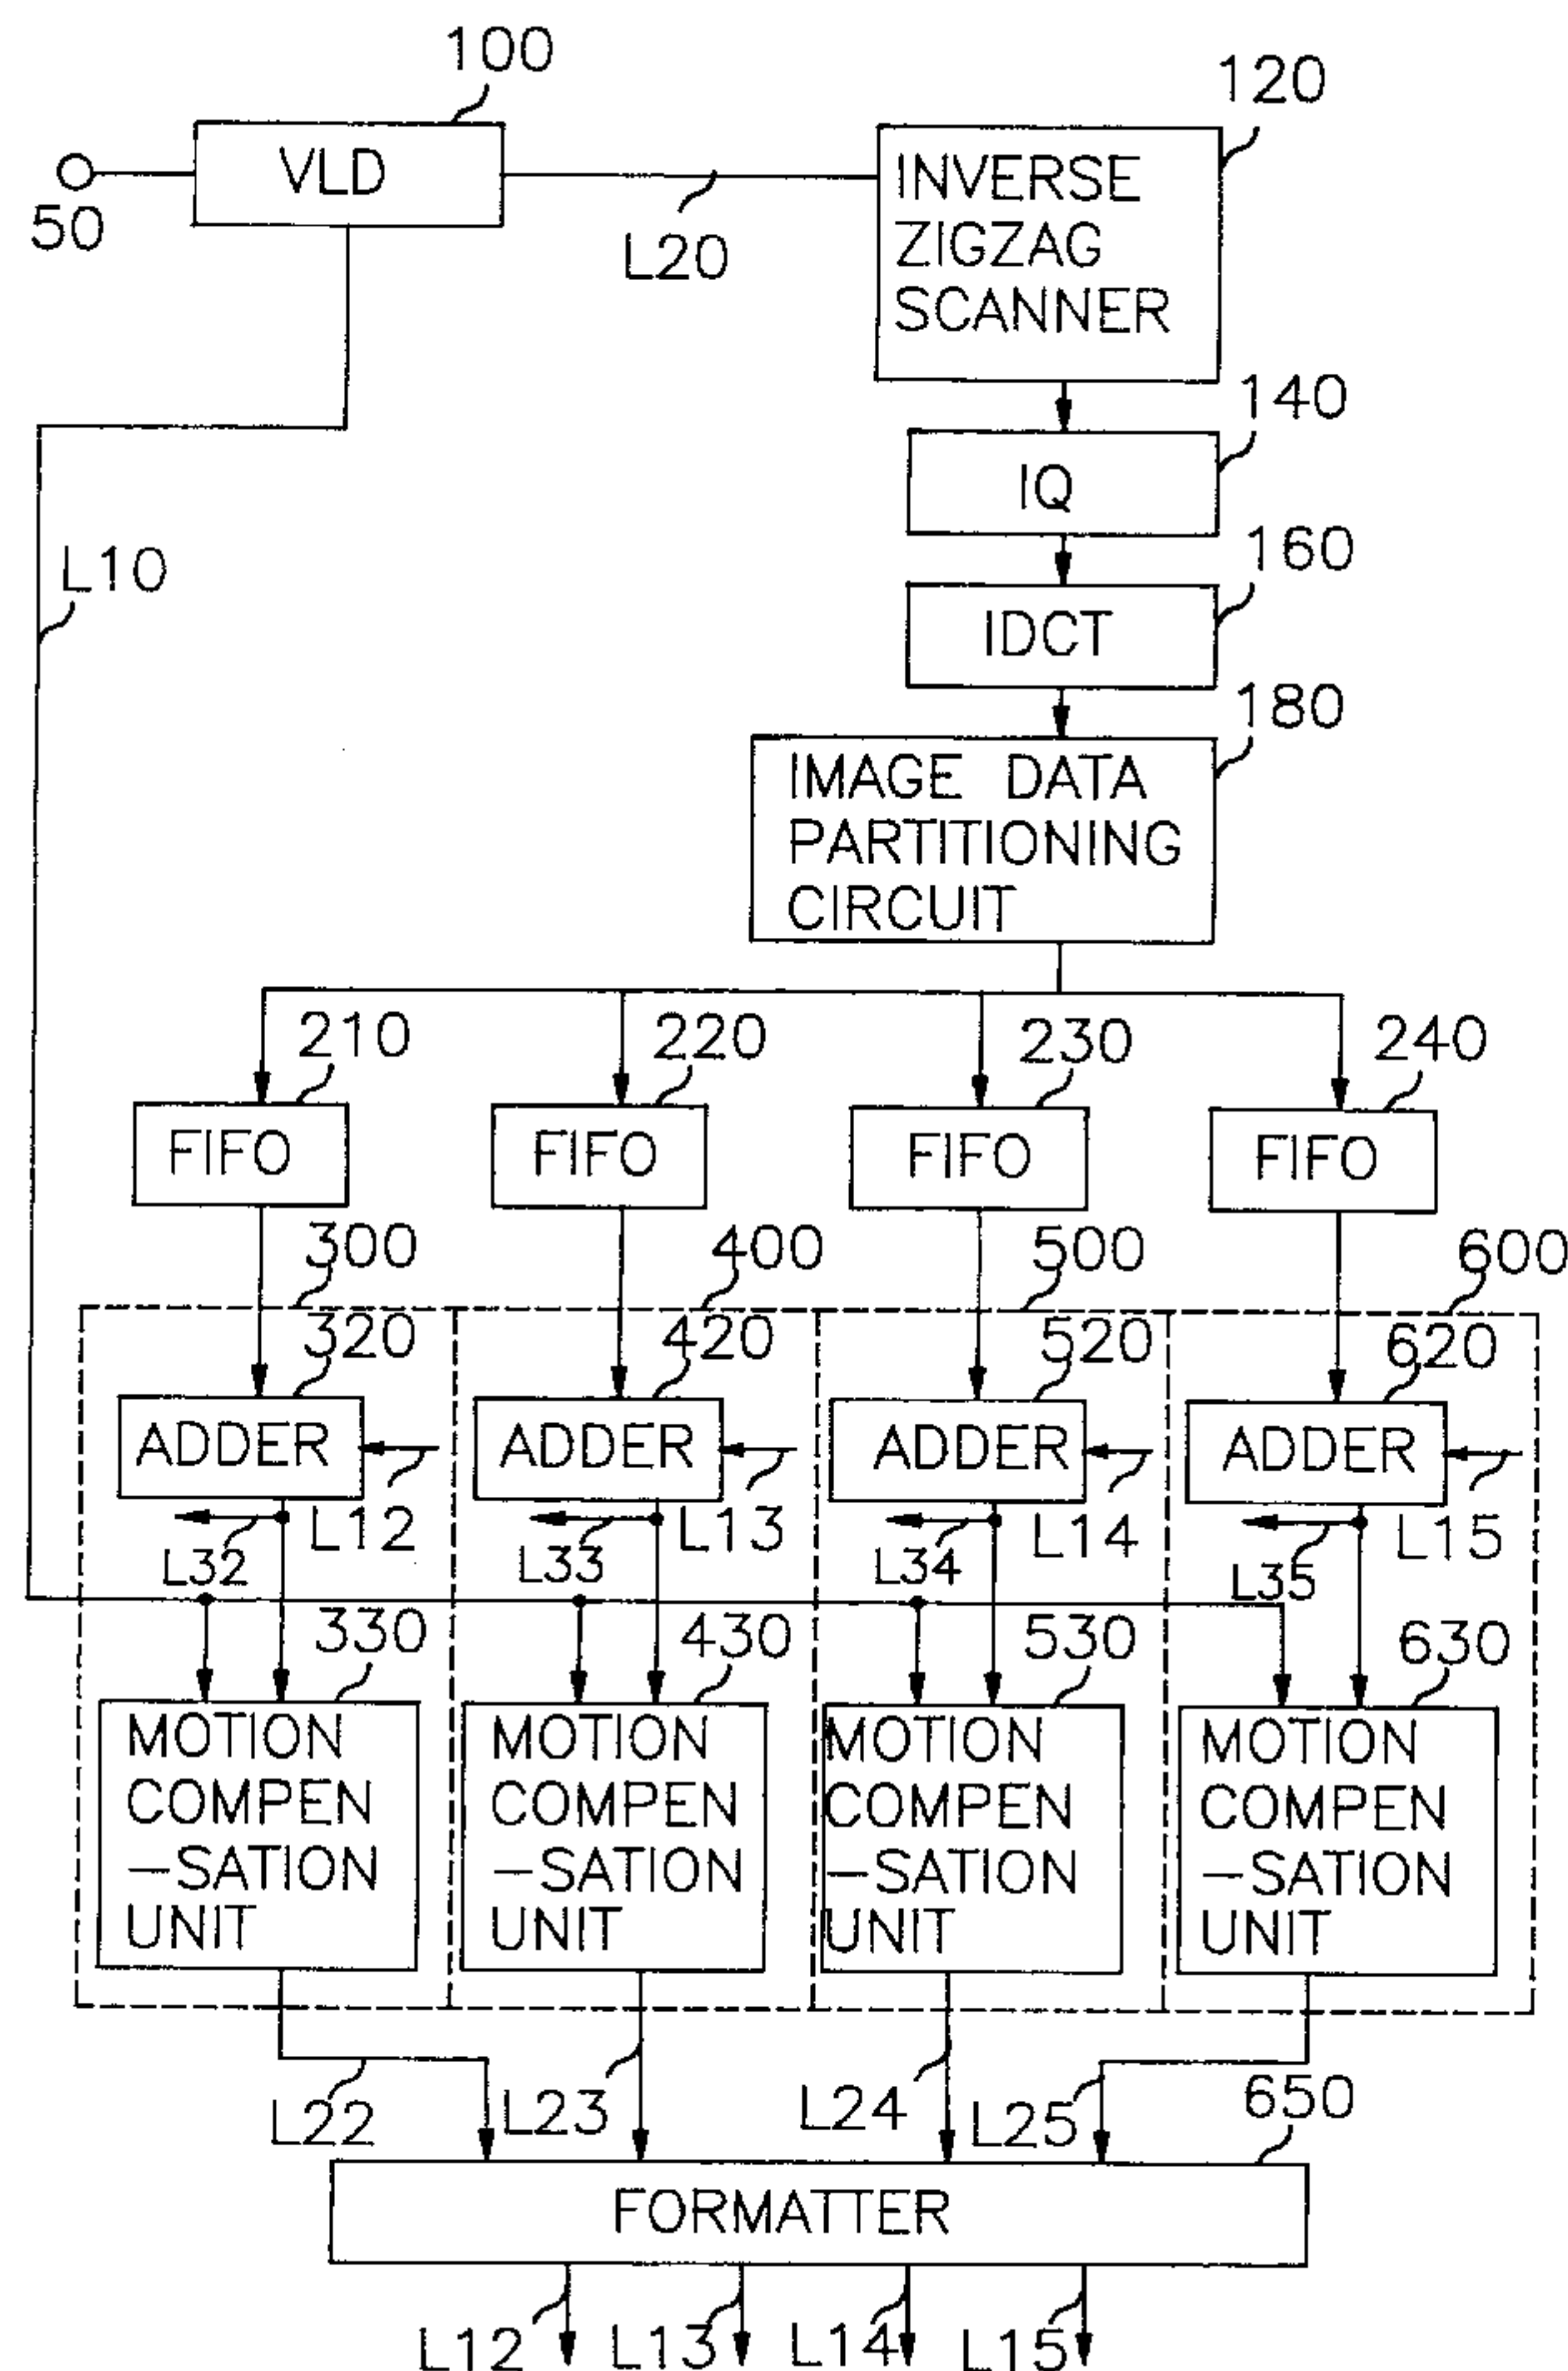 100
120
VLD
50
L20
INVERSE
ZIGZAG
SCANNER
140
IQ
L10
160
IDCT
180
IMAGE DATA
PARTITIONING
CIRCUIT
210
220
230
240
FIFO
FIFO
FIFO
FIFO
300
400
500
600
320
420
520
620
ADDER
ADDER
ADDER
ADDER
L12
L13
L14
L15
L32
L33
L34
L35
330
430
530
630
MOTION
COMPEN
-SATION
UNIT
MOTION
COMPEN
-SATION
UNIT
MOTION
COMPEN
-SATION
UNIT
MOTION
COMPEN
-SATION
UNIT
L22
L23
L24
L25
650
FORMATTER
L12
L13
L14
L15